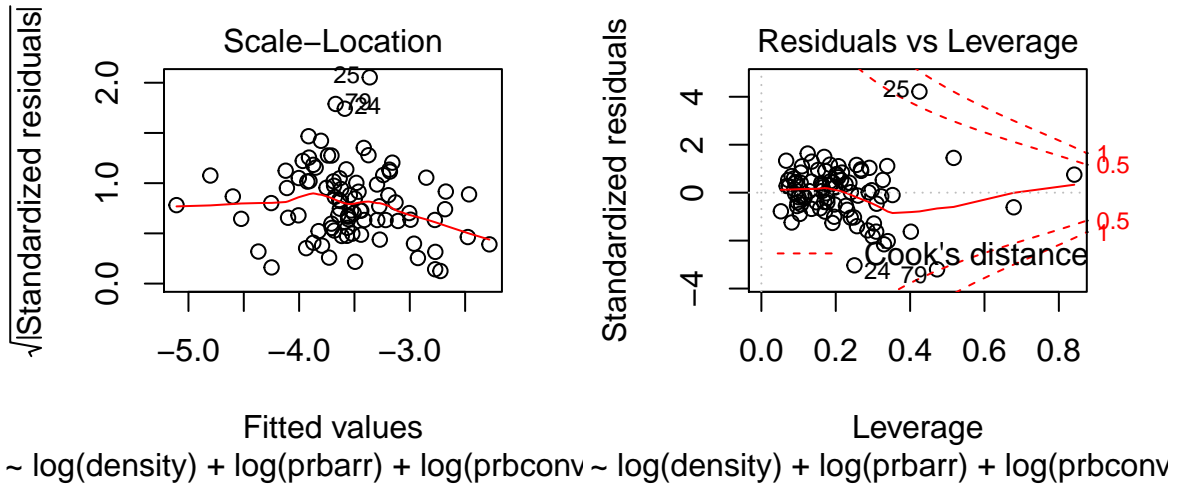 Scale−Location
√|Standardized residuals|
2.0
1.0
0.0
25
79
24
−5.0 −4.0 −3.0
Fitted values
~ log(density) + log(prbarr) + log(prbconv
Residuals vs Leverage
Standardized residuals
4
2
0
−4
25
1
0.5
0.5
1
Cook's distance
24 79
0.0 0.2 0.4 0.6 0.8
Leverage
~ log(density) + log(prbarr) + log(prbconv